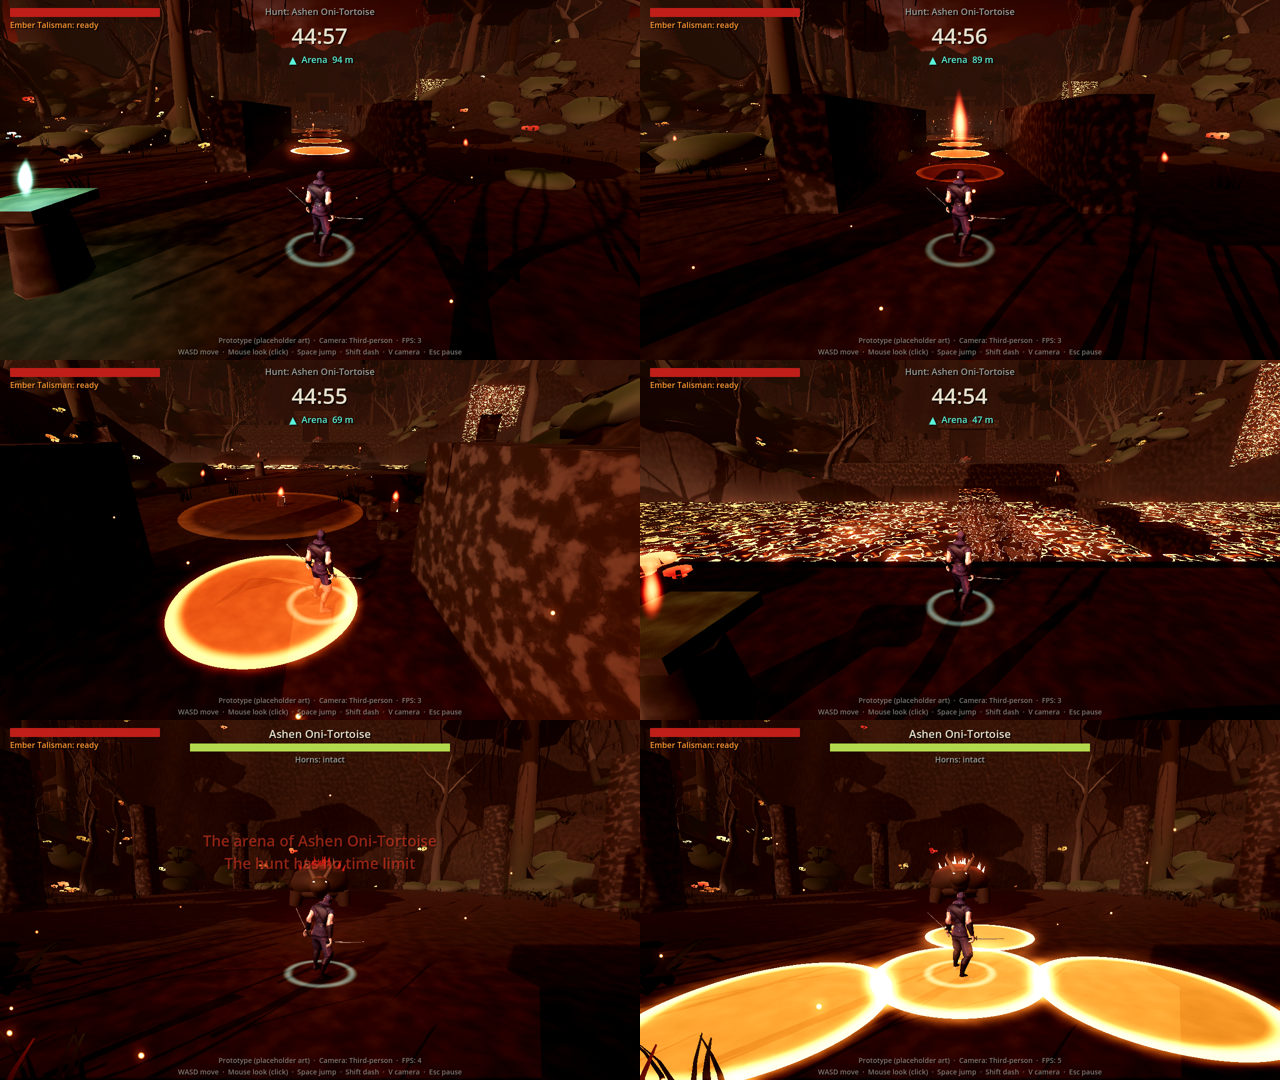 Hunt: Ashen Oni-Tortoise
Ember Talisman: ready
44:57
▲ Arena 94 m
Prototype (placeholder art) · Camera: Third-person · FPS: 3
WASD move · Mouse look (click) · Space jump · Shift dash · V camera · Esc pause
Hunt: Ashen Oni-Tortoise
Ember Talisman: ready
44:56
▲ Arena 89 m
Prototype (placeholder art) · Camera: Third-person · FPS: 3
WASD move · Mouse look (click) · Space jump · Shift dash · V camera · Esc pause
Hunt: Ashen Oni-Tortoise
Ember Talisman: ready
44:55
▲ Arena 69 m
Prototype (placeholder art) · Camera: Third-person · FPS: 3
WASD move · Mouse look (click) · Space jump · Shift dash · V camera · Esc pause
Hunt: Ashen Oni-Tortoise
Ember Talisman: ready
44:54
▲ Arena 47 m
Prototype (placeholder art) · Camera: Third-person · FPS: 3
WASD move · Mouse look (click) · Space jump · Shift dash · V camera · Esc pause
Ashen Oni-Tortoise
Ember Talisman: ready
Horns: intact
The arena of Ashen Oni-Tortoise
The hunt has no time limit
Prototype (placeholder art) · Camera: Third-person · FPS: 4
WASD move · Mouse look (click) · Space jump · Shift dash · V camera · Esc pause
Ashen Oni-Tortoise
Ember Talisman: ready
Horns: intact
Prototype (placeholder art) · Camera: Third-person · FPS: 5
WASD move · Mouse look (click) · Space jump · Shift dash · V camera · Esc pause